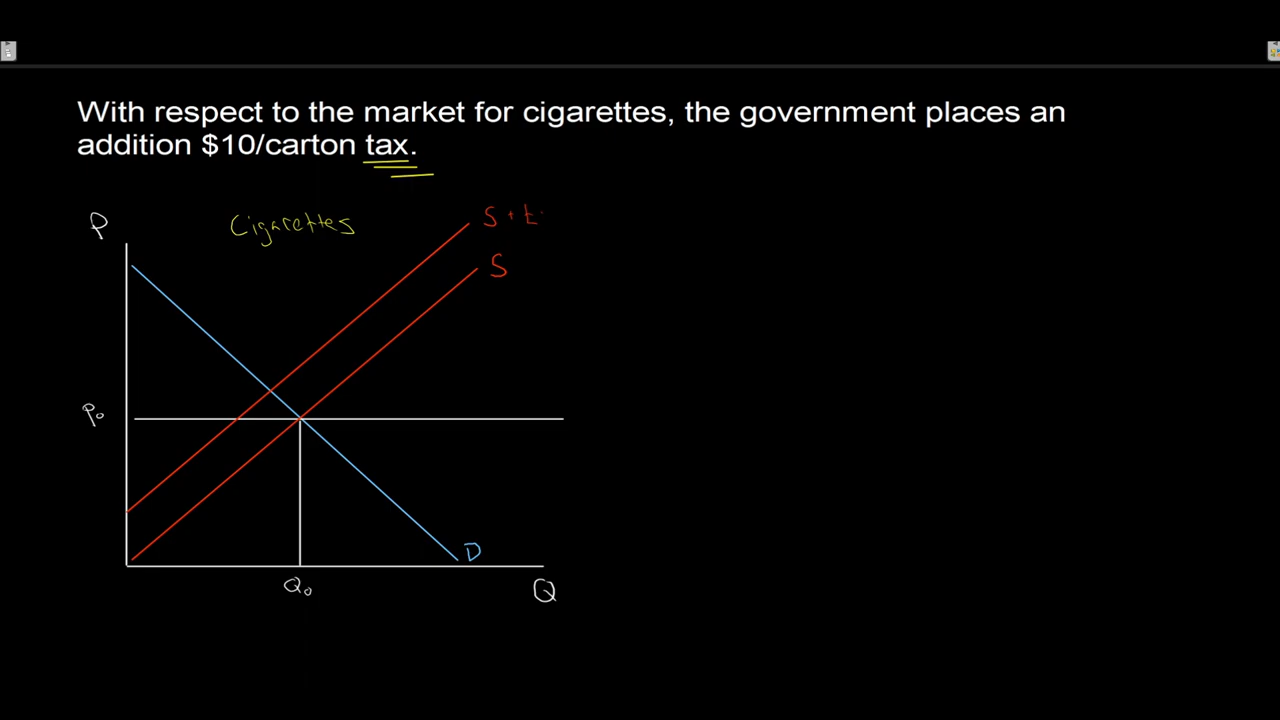 With respect to the market for cigarettes, the government places an
addition $10/carton tax.
P
Cigarettes
S + t
S
P₀
D
Q₀
Q